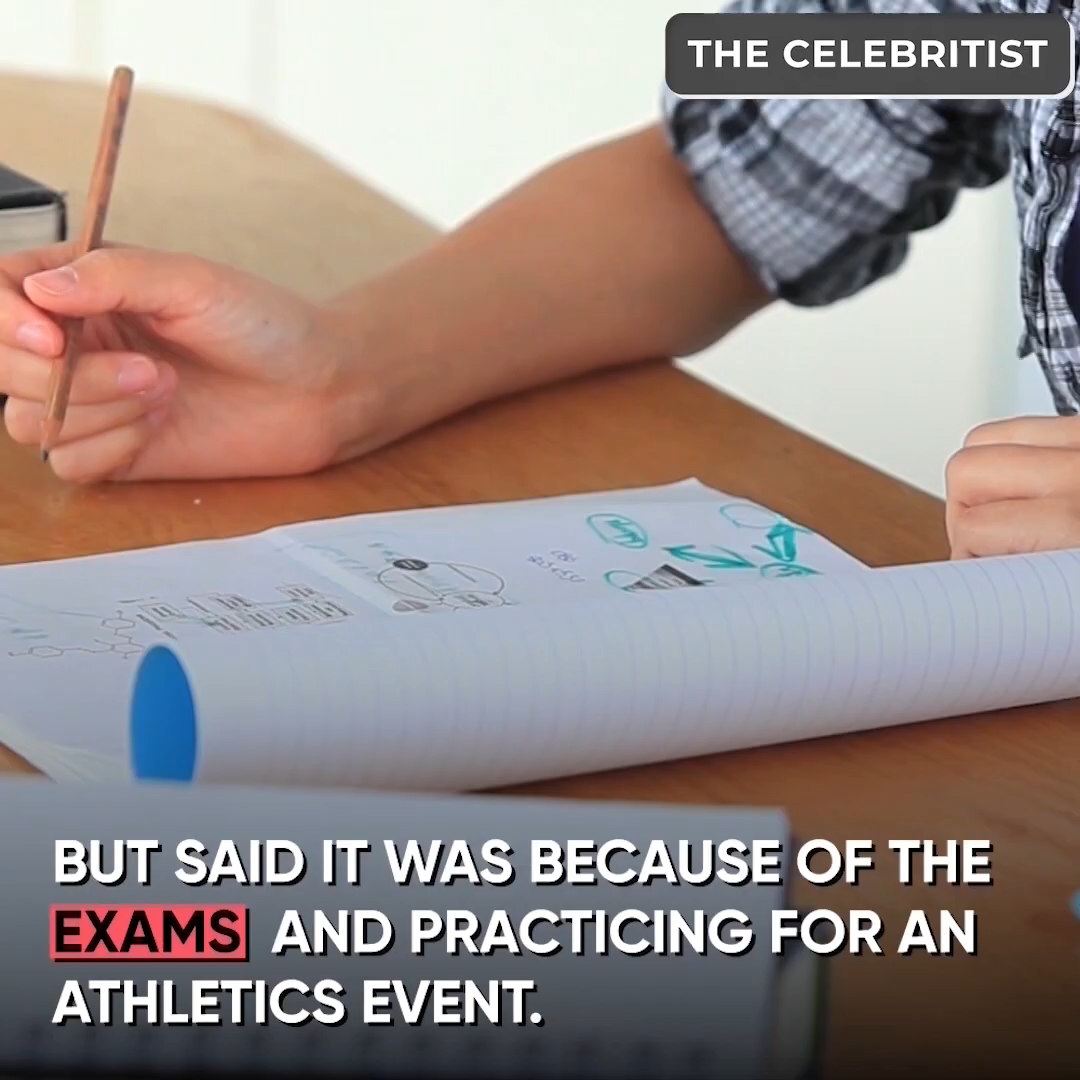 THE CELEBRITIST
BUT SAID IT WAS BECAUSE OF THE
EXAMS AND PRACTICING FOR AN
ATHLETICS EVENT.